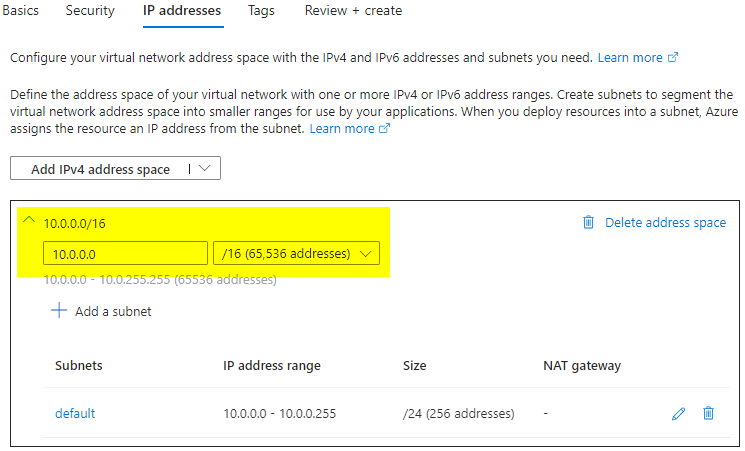 Basics Security IP addresses Tags Review + create
Configure your virtual network address space with the IPv4 and IPv6 addresses and subnets you need. Learn more
Define the address space of your virtual network with one or more IPv4 or IPv6 address ranges. Create subnets to segment the
virtual network address space into smaller ranges for use by your applications. When you deploy resources into a subnet, Azure
assigns the resource an IP address from the subnet. Learn more
Add IPv4 address space
10.0.0.0/16 Delete address space
10.0.0.0 /16 (65,536 addresses)
10.0.0.0 - 10.0.255.255 (65536 addresses)
Add a subnet
Subnets IP address range Size NAT gateway
default 10.0.0.0 - 10.0.0.255 /24 (256 addresses) -